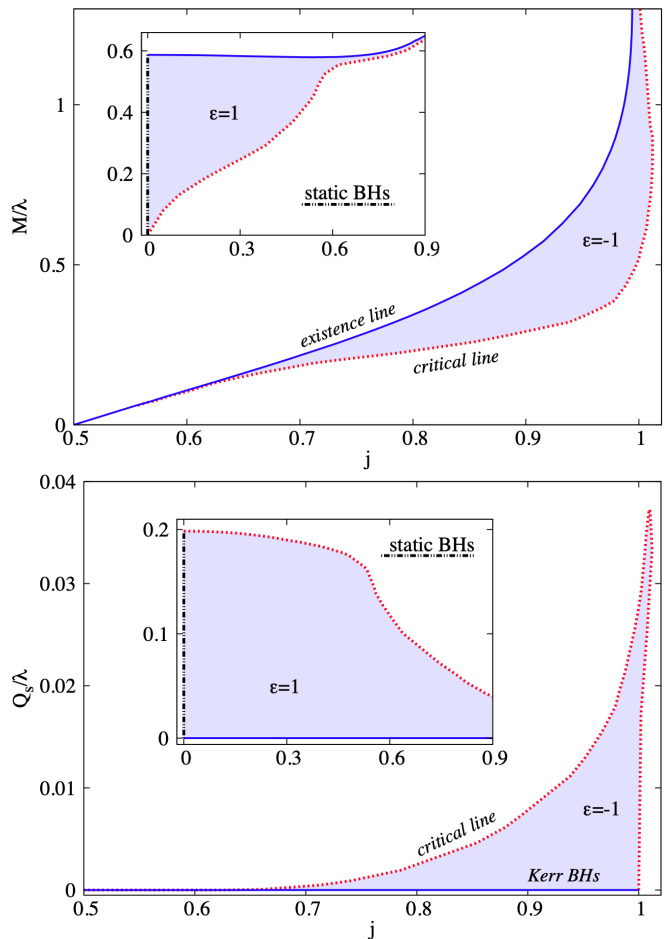 M/λ
1
0.5
0
0.5
0.6
0.7
0.8
0.9
1
j
existence line
critical line
ε=-1
0.6
0.4
0.2
0
0
0.3
0.6
0.9
ε=1
static BHs
Qs/λ
0.04
0.03
0.02
0.01
0
0.5
0.6
0.7
0.8
0.9
1
j
critical line
ε=-1
Kerr BHs
0.2
0.1
0
0
0.3
0.6
0.9
ε=1
static BHs